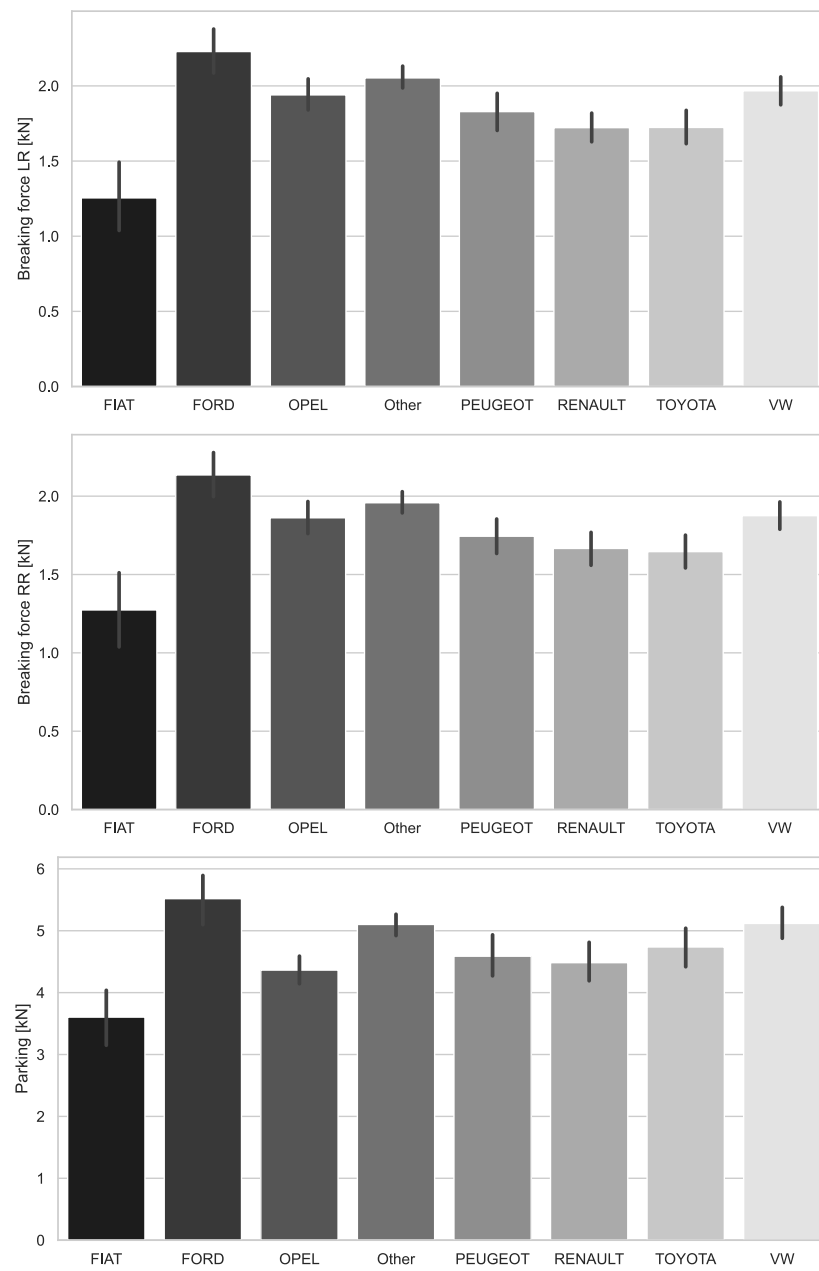 Breaking force LR [kN]
2.0
1.5
1.0
0.5
0.0
FIAT FORD OPEL Other PEUGEOT RENAULT TOYOTA VW
Breaking force RR [kN]
2.0
1.5
1.0
0.5
0.0
FIAT FORD OPEL Other PEUGEOT RENAULT TOYOTA VW
Parking [kN]
6
5
4
3
2
1
0
FIAT FORD OPEL Other PEUGEOT RENAULT TOYOTA VW